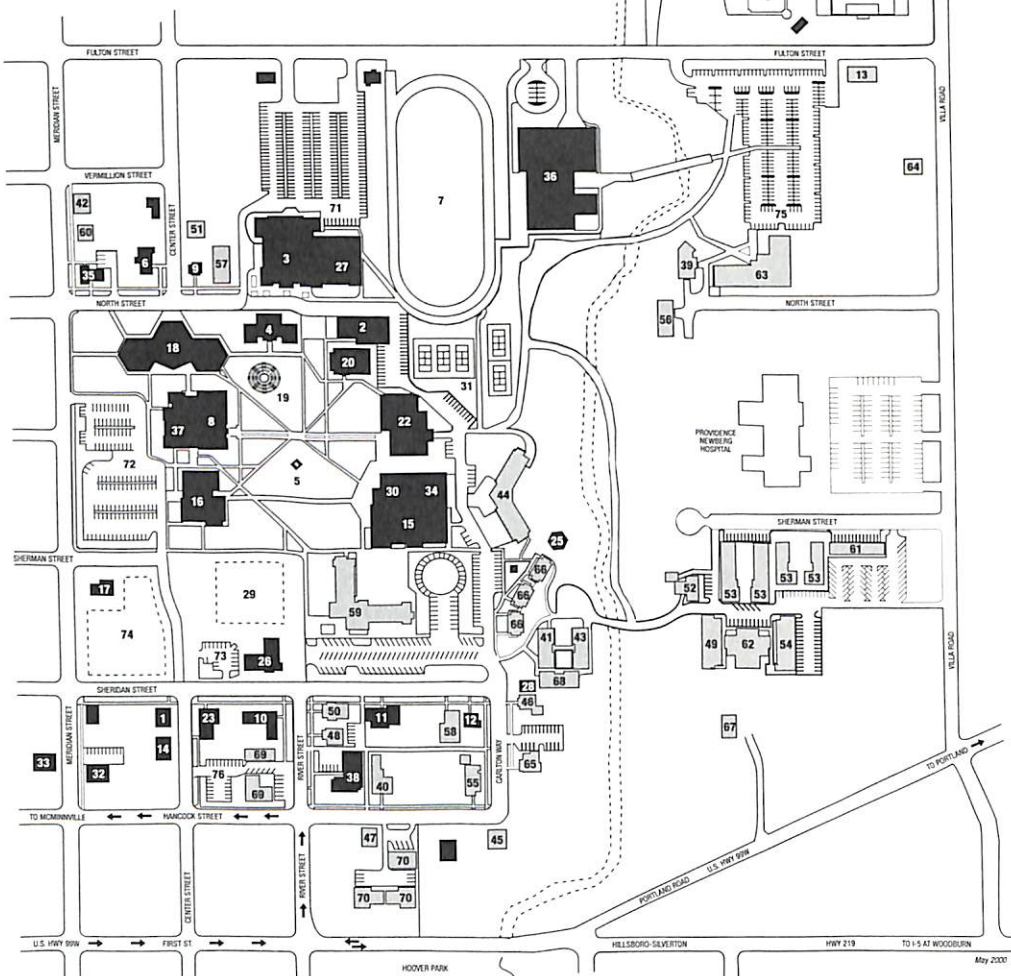 FULTON STREET
FULTON STREET
13
MERIDIAN STREET
VILLA ROAD
36
64
VERMILLION STREET
42
7
71
75
CENTER STREET
51
60
6
57
3
27
39
63
35
9
NORTH STREET
NORTH STREET
56
4
2
18
20
31
19
22
8
37
PROVIDENCE
NEWBERG
HOSPITAL
72
5
44
16
30
34
15
SHERMAN STREET
25
61
SHERMAN STREET
66
53
53
17
29
59
66
52
53
53
74
66
41
43
49
62
54
73
26
68
VILLA ROAD
SHERIDAN STREET
28
46
50
23
10
11
12
1
58
67
MERIDIAN STREET
48
14
RIVER STREET
69
CARLTON WAY
33
32
76
38
65
TO PORTLAND
40
55
69
TO MCMINNVILLE
HANCOCK STREET
47
45
70
U.S. HWY 99W
RIVER STREET
CENTER STREET
PORTLAND ROAD
70
70
U.S. HWY 99W
FIRST ST.
HILLSBORO-SILVERTON
HWY 219
TO I-5 AT WOODBURN
HOOVER PARK
May 2000